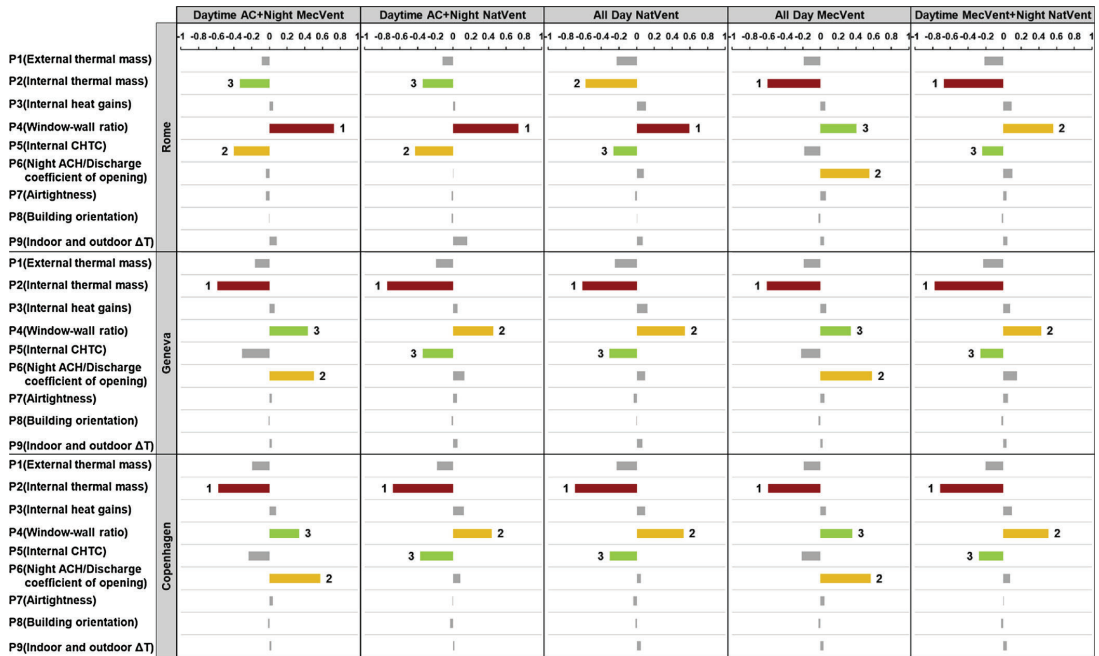 Daytime AC+Night MecVent
Daytime AC+Night NatVent
All Day NatVent
All Day MecVent
Daytime MecVent+Night NatVent
-1 -0.8 -0.6 -0.4 -0.2 0 0.2 0.4 0.6 0.8 1
-1 -0.8 -0.6 -0.4 -0.2 0 0.2 0.4 0.6 0.8 1
-1 -0.8 -0.6 -0.4 -0.2 0 0.2 0.4 0.6 0.8 1
-1 -0.8 -0.6 -0.4 -0.2 0 0.2 0.4 0.6 0.8 1
-1 -0.8 -0.6 -0.4 -0.2 0 0.2 0.4 0.6 0.8 1
Rome
P1(External thermal mass)
P2(Internal thermal mass) 3 3 2 1 1
P3(Internal heat gains)
P4(Window-wall ratio) 1 1 1 3 2
P5(Internal CHTC) 2 2 3 3
P6(Night ACH/Discharge
coefficient of opening) 2
P7(Airtightness)
P8(Building orientation)
P9(Indoor and outdoor ΔT)
Geneva
P1(External thermal mass)
P2(Internal thermal mass) 1 1 1 1 1
P3(Internal heat gains)
P4(Window-wall ratio) 3 2 2 3 2
P5(Internal CHTC) 3 3 3
P6(Night ACH/Discharge
coefficient of opening) 2 2
P7(Airtightness)
P8(Building orientation)
P9(Indoor and outdoor ΔT)
Copenhagen
P1(External thermal mass)
P2(Internal thermal mass) 1 1 1 1 1
P3(Internal heat gains)
P4(Window-wall ratio) 3 2 2 3 2
P5(Internal CHTC) 3 3 3
P6(Night ACH/Discharge
coefficient of opening) 2 2
P7(Airtightness)
P8(Building orientation)
P9(Indoor and outdoor ΔT)